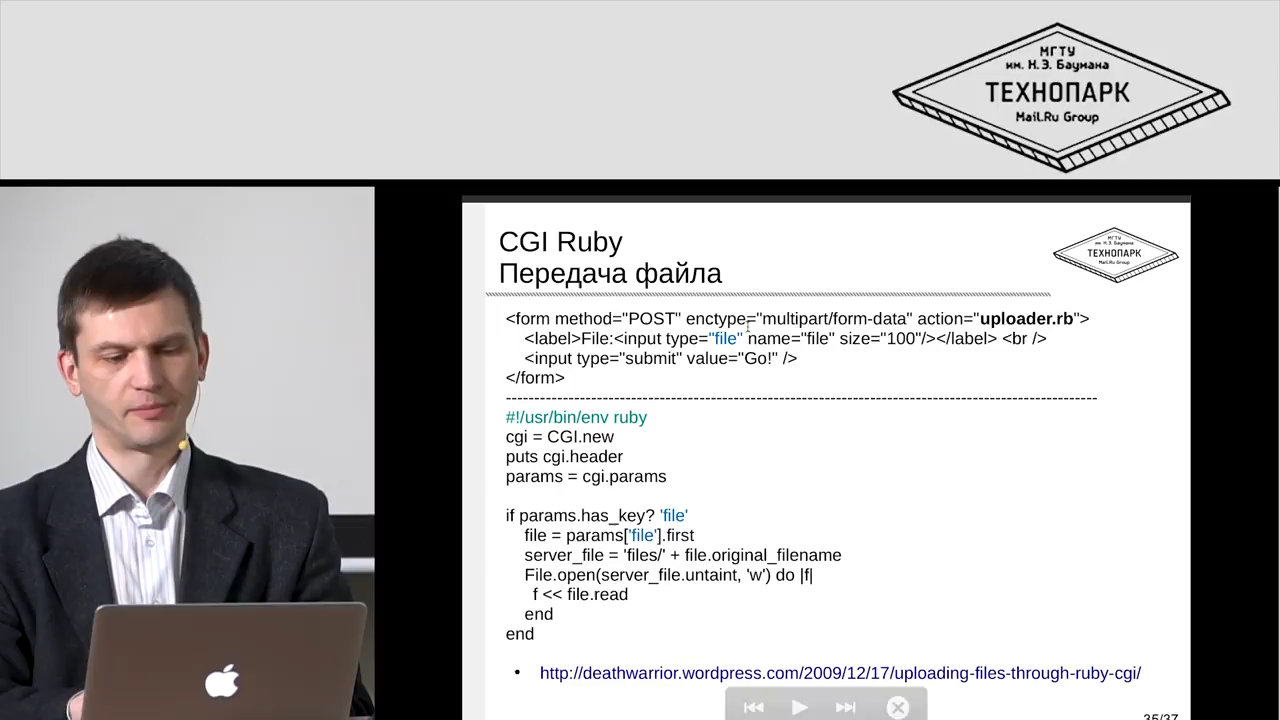 МГТУ
им. Н.Э. Баумана
ТЕХНОПАРК
Mail.Ru Group
CGI Ruby
Передача файла
МГТУ
им. Н.Э. Баумана
ТЕХНОПАРК
Mail.Ru Group
<form method="POST" enctype="multipart/form-data" action="uploader.rb">
<label>File:<input type="file" name="file" size="100"/></label> <br />
<input type="submit" value="Go!" />
</form>
--------------------------------------------------------------------------------------------------------
#!/usr/bin/env ruby
cgi = CGI.new
puts cgi.header
params = cgi.params
if params.has_key? 'file'
file = params['file'].first
server_file = 'files/' + file.original_filename
File.open(server_file.untaint, 'w') do |f|
f << file.read
end
end
• http://deathwarrior.wordpress.com/2009/12/17/uploading-files-through-ruby-cgi/
35/37